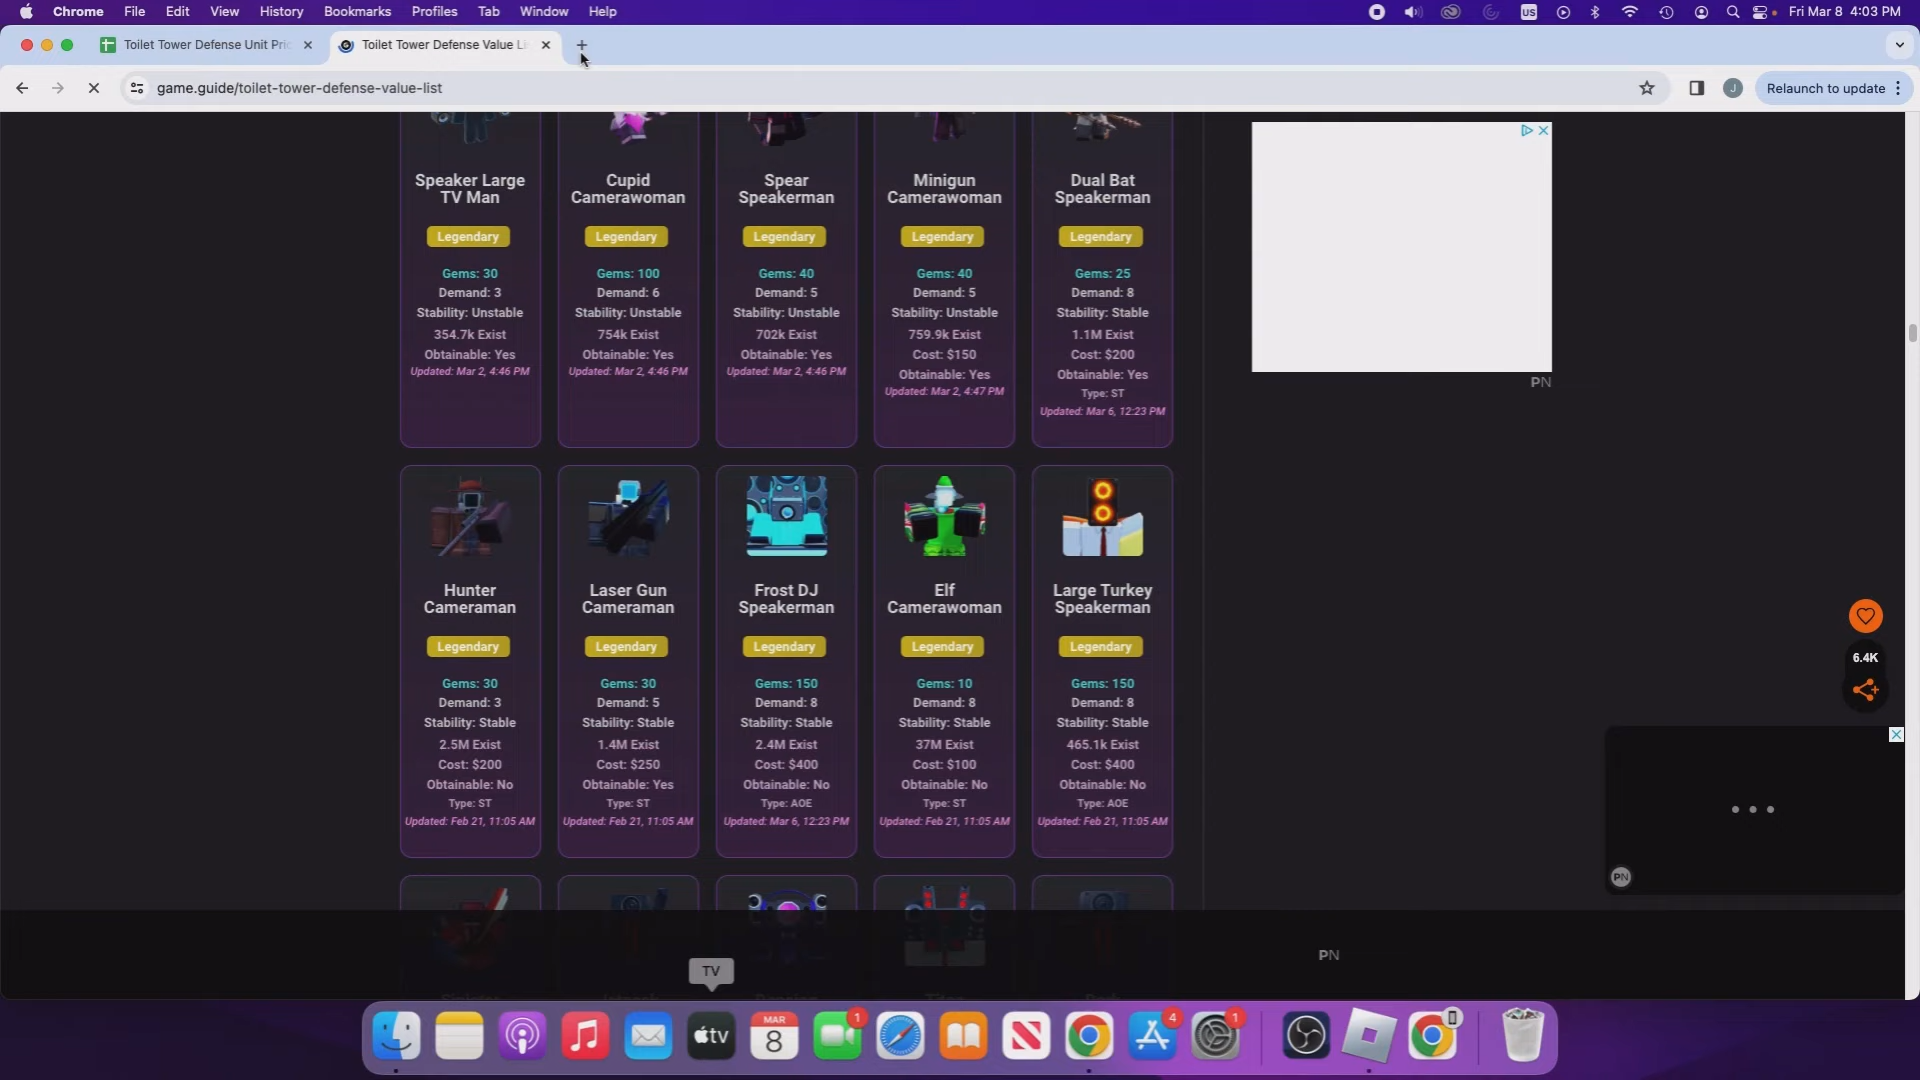 Chrome File Edit View History Bookmarks Profiles Tab Window Help US Fri Mar 8 4:03 PM
Toilet Tower Defense Unit Pri Toilet Tower Defense Value Li
game.guide/toilet-tower-defense-value-list J Relaunch to update
Speaker Large
TV Man
Legendary
Gems: 30
Demand: 3
Stability: Unstable
354.7k Exist
Obtainable: Yes
Updated: Mar 2, 4:46 PM
Cupid
Camerawoman
Legendary
Gems: 100
Demand: 6
Stability: Unstable
754k Exist
Obtainable: Yes
Updated: Mar 2, 4:46 PM
Spear
Speakerman
Legendary
Gems: 40
Demand: 5
Stability: Unstable
702k Exist
Obtainable: Yes
Updated: Mar 2, 4:46 PM
Minigun
Camerawoman
Legendary
Gems: 40
Demand: 5
Stability: Unstable
759.9k Exist
Cost: $150
Obtainable: Yes
Updated: Mar 2, 4:47 PM
Dual Bat
Speakerman
Legendary
Gems: 25
Demand: 8
Stability: Stable
1.1M Exist
Cost: $200
Obtainable: Yes
Type: ST
Updated: Mar 6, 12:23 PM
PN
Hunter
Cameraman
Legendary
Gems: 30
Demand: 3
Stability: Stable
2.5M Exist
Cost: $200
Obtainable: No
Type: ST
Updated: Feb 21, 11:05 AM
Laser Gun
Cameraman
Legendary
Gems: 30
Demand: 5
Stability: Stable
1.4M Exist
Cost: $250
Obtainable: Yes
Type: ST
Updated: Feb 21, 11:05 AM
Frost DJ
Speakerman
Legendary
Gems: 150
Demand: 8
Stability: Stable
2.4M Exist
Cost: $400
Obtainable: No
Type: AOE
Updated: Mar 6, 12:23 PM
Elf
Camerawoman
Legendary
Gems: 10
Demand: 8
Stability: Stable
37M Exist
Cost: $100
Obtainable: No
Type: ST
Updated: Feb 21, 11:05 AM
Large Turkey
Speakerman
Legendary
Gems: 150
Demand: 8
Stability: Stable
465.1k Exist
Cost: $400
Obtainable: No
Type: AOE
Updated: Feb 21, 11:05 AM
6.4K
PN
PN
TV
tv
MAR
8
1
4
1